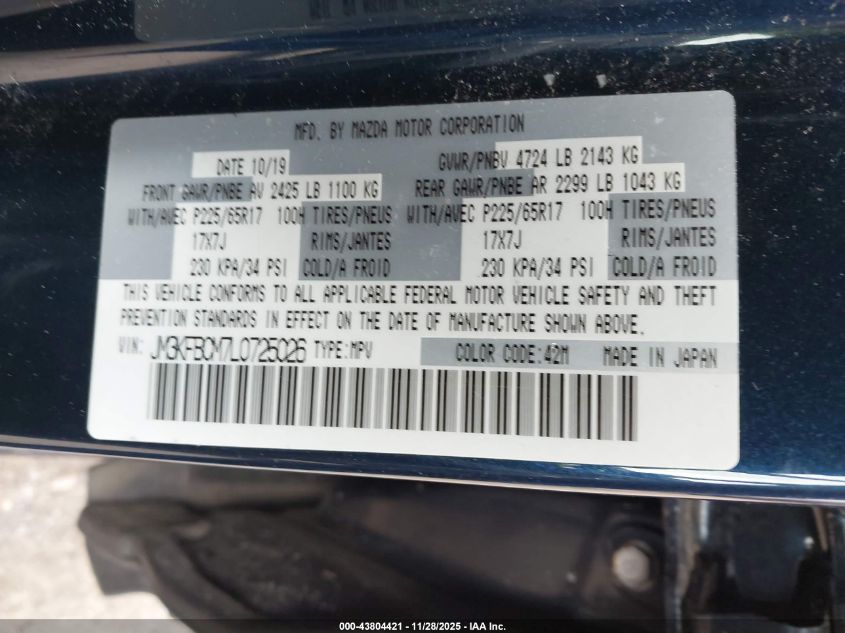 MFD. BY MAZDA MOTOR CORPORATION
DATE 10/19 GVWR/PNBV 4724 LB 2143 KG
FRONT GAWR/PNBE AV 2425 LB 1100 KG REAR GAWR/PNBE AR 2299 LB 1043 KG
WITH/AVEC P225/65R17 100H TIRES/PNEUS WITH/AVEC P225/65R17 100H TIRES/PNEUS
17X7J RIMS/JANTES 17X7J RIMS/JANTES
230 KPA/34 PSI COLD/A FROID 230 KPA/34 PSI COLD/A FROID
THIS VEHICLE CONFORMS TO ALL APPLICABLE FEDERAL MOTOR VEHICLE SAFETY AND THEFT
PREVENTION STANDARDS IN EFFECT ON THE DATE OF MANUFACTURE SHOWN ABOVE.
VIN: JM3KFBCM7L0725026 TYPE:MPV COLOR CODE:42M MADE IN JAPAN
000-43804421 - 11/28/2025 - IAA Inc.